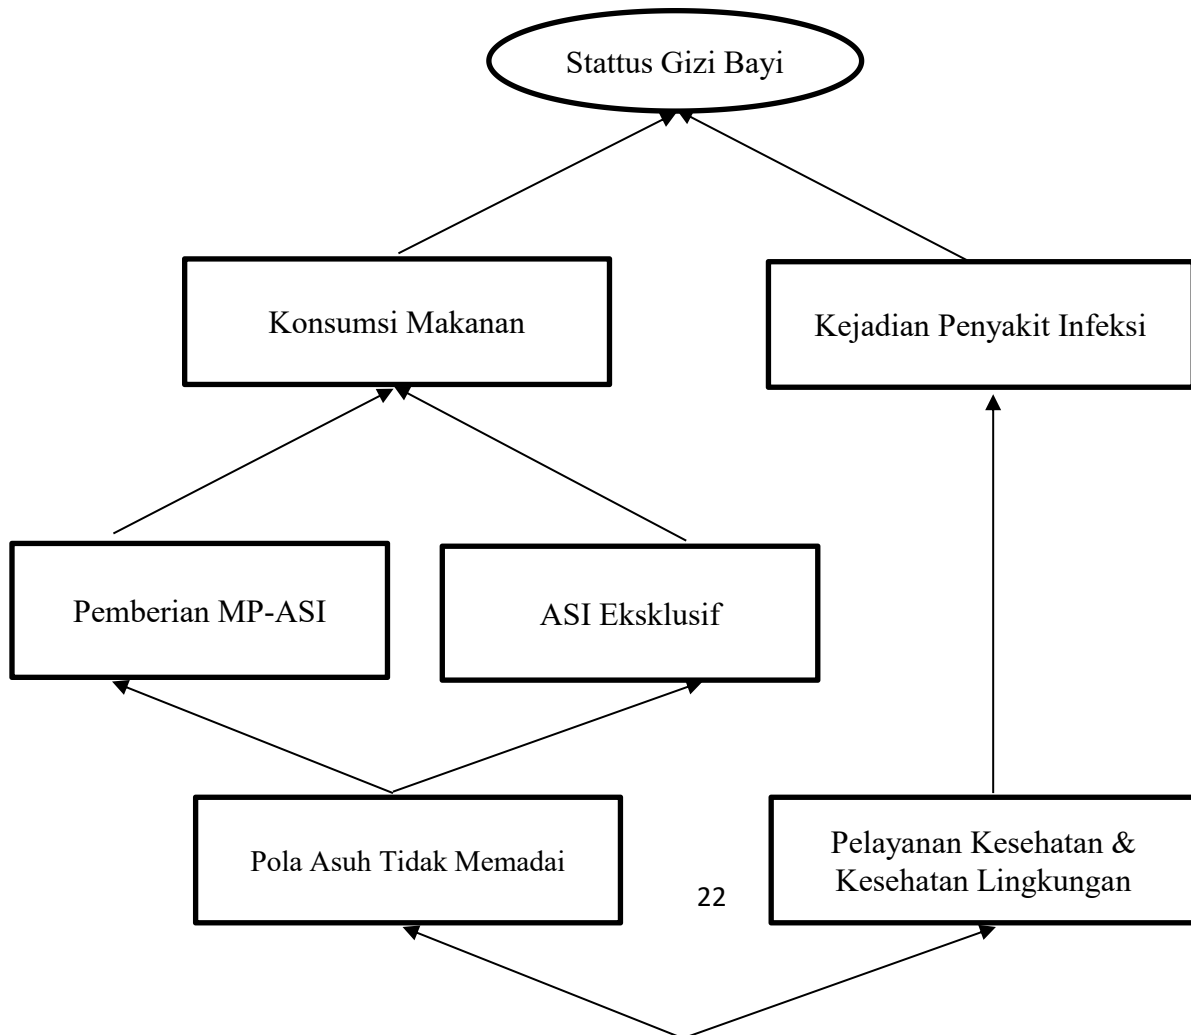 Stattus Gizi Bayi
Konsumsi Makanan
Kejadian Penyakit Infeksi
Pemberian MP-ASI
ASI Eksklusif
Pola Asuh Tidak Memadai
Pelayanan Kesehatan &
Kesehatan Lingkungan
22